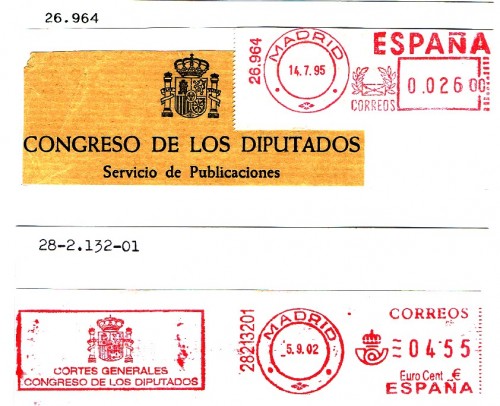 26.964
26.964
MADRID
14.7.95
ESPAÑA
CORREOS
0.026 00
CONGRESO DE LOS DIPUTADOS
Servicio de Publicaciones
28-2.132-01
CORTES GENERALES
CONGRESO DE LOS DIPUTADOS
28213201
MADRID
5.9.02
CORREOS
0455
Euro Cent €
ESPAÑA